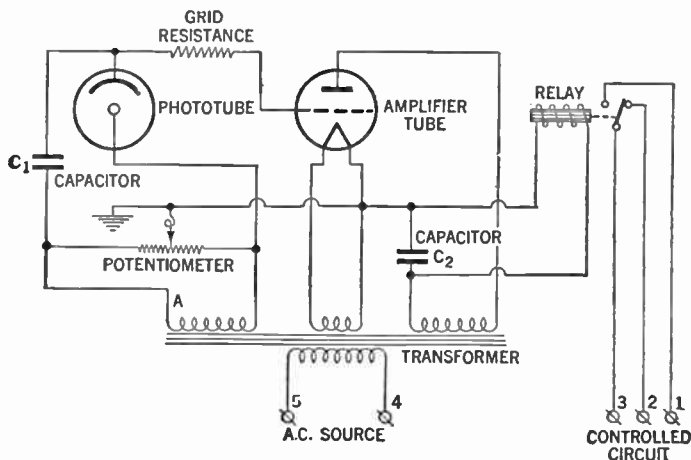 GRID
RESISTANCE
PHOTOTUBE
AMPLIFIER
TUBE
RELAY
C1
CAPACITOR
POTENTIOMETER
CAPACITOR
C2
A
TRANSFORMER
5
4
A.C. SOURCE
3
2
1
CONTROLLED
CIRCUIT